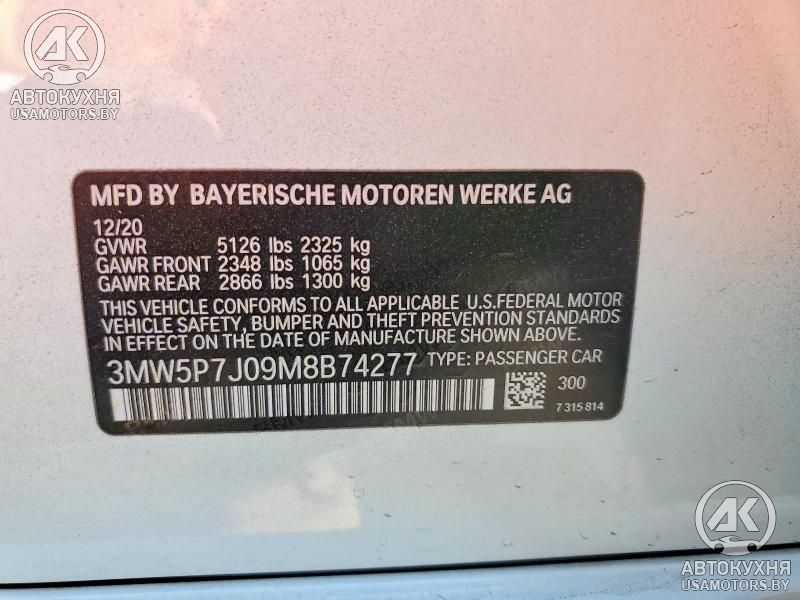 AK
АВТОКУХНЯ
USAMOTORS.BY
MFD BY BAYERISCHE MOTOREN WERKE AG
12/20
GVWR 5126 lbs 2325 kg
GAWR FRONT 2348 lbs 1065 kg
GAWR REAR 2866 lbs 1300 kg
THIS VEHICLE CONFORMS TO ALL APPLICABLE U.S.FEDERAL MOTOR
VEHICLE SAFETY, BUMPER AND THEFT PREVENTION STANDARDS
IN EFFECT ON THE DATE OF MANUFACTURE SHOWN ABOVE.
3MW5P7J09M8B74277 TYPE: PASSENGER CAR
300
7 315 814
AK
АВТОКУХНЯ
USAMOTORS.BY